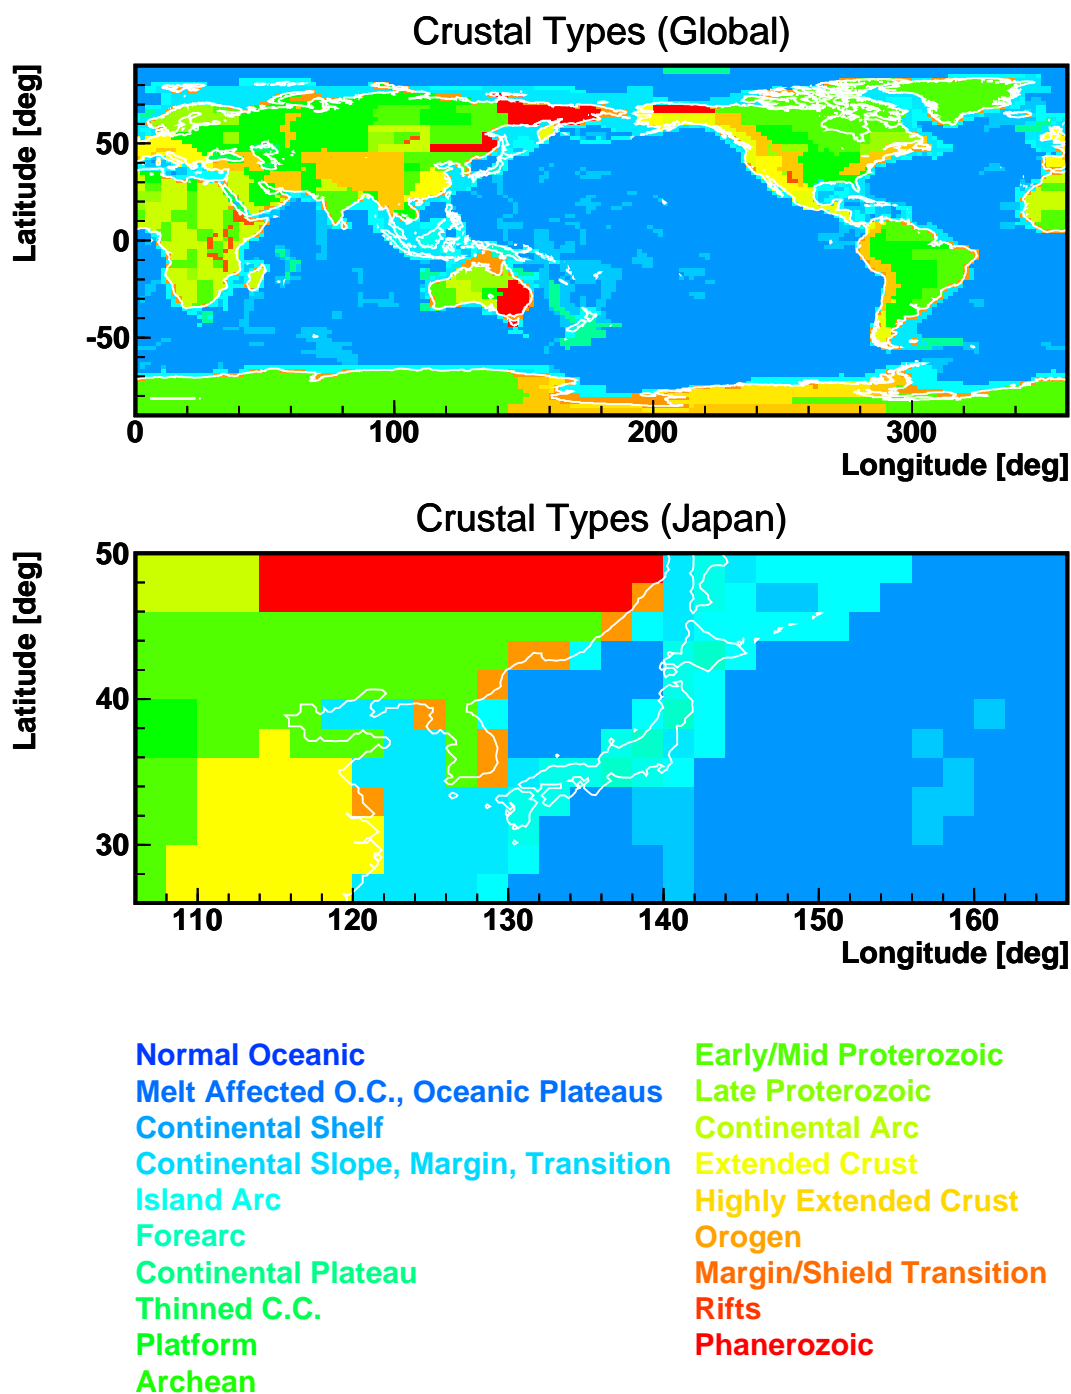 Crustal Types (Global)
Latitude [deg]
50
0
-50
0
100
200
300
Longitude [deg]
Crustal Types (Japan)
Latitude [deg]
50
40
30
110
120
130
140
150
160
Longitude [deg]
Normal Oceanic
Melt Affected O.C., Oceanic Plateaus
Continental Shelf
Continental Slope, Margin, Transition
Island Arc
Forearc
Continental Plateau
Thinned C.C.
Platform
Archean
Early/Mid Proterozoic
Late Proterozoic
Continental Arc
Extended Crust
Highly Extended Crust
Orogen
Margin/Shield Transition
Rifts
Phanerozoic